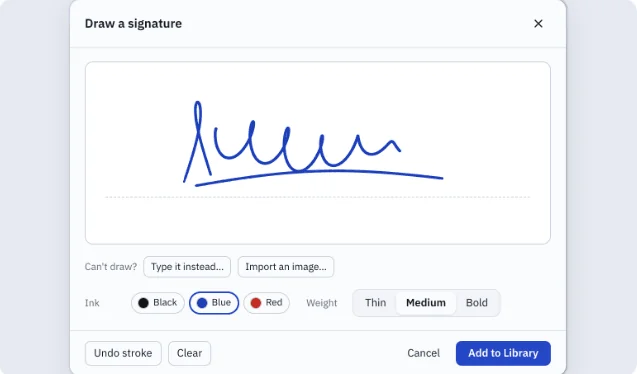 Draw a signature
Can't draw? Type it instead... Import an image...
Ink Black Blue Red Weight Thin Medium Bold
Undo stroke Clear Cancel Add to Library